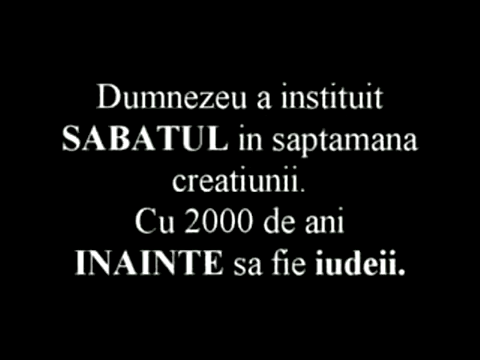 Dumnezeu a instituit
SABATUL in saptamana
creatiunii.
Cu 2000 de ani
INAINTE sa fie iudeii.